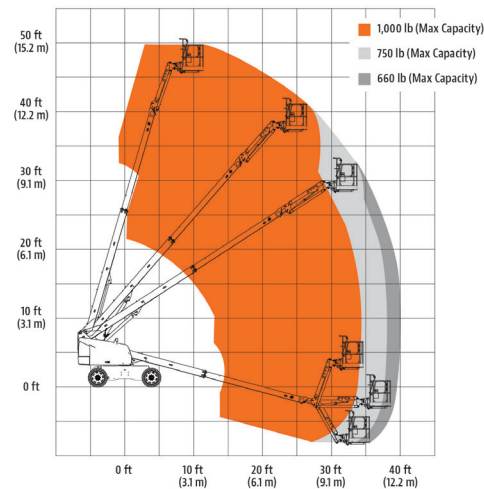 50 ft
(15.2 m)
1,000 lb (Max Capacity)
750 lb (Max Capacity)
660 lb (Max Capacity)
40 ft
(12.2 m)
30 ft
(9.1 m)
20 ft
(6.1 m)
10 ft
(3.1 m)
0 ft
0 ft
10 ft
(3.1 m)
20 ft
(6.1 m)
30 ft
(9.1 m)
40 ft
(12.2 m)